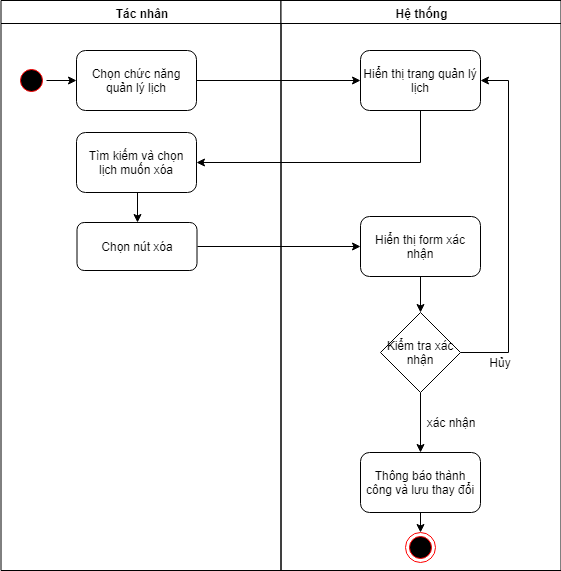 Tác nhân
Hệ thống
Chọn chức năng
quản lý lịch
Hiển thị trang quản lý
lịch
Tìm kiếm và chọn
lịch muốn xóa
Chọn nút xóa
Hiển thị form xác
nhận
Kiểm tra xác
nhận
Hủy
xác nhận
Thông báo thành
công và lưu thay đổi